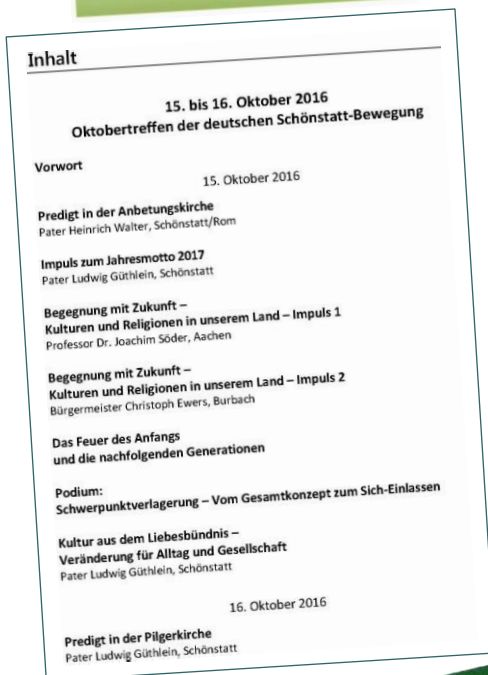 Inhalt
15. bis 16. Oktober 2016
Oktobertreffen der deutschen Schönstatt-Bewegung
Vorwort
15. Oktober 2016
Predigt in der Anbetungskirche
Pater Heinrich Walter, Schönstatt/Rom
Impuls zum Jahresmotto 2017
Pater Ludwig Güthlein, Schönstatt
Begegnung mit Zukunft –
Kulturen und Religionen in unserem Land – Impuls 1
Professor Dr. Joachim Söder, Aachen
Begegnung mit Zukunft –
Kulturen und Religionen in unserem Land – Impuls 2
Bürgermeister Christoph Ewers, Burbach
Das Feuer des Anfangs
und die nachfolgenden Generationen
Podium:
Schwerpunktverlagerung – Vom Gesamtkonzept zum Sich-Einlassen
Kultur aus dem Liebesbündnis –
Veränderung für Alltag und Gesellschaft
Pater Ludwig Güthlein, Schönstatt
16. Oktober 2016
Predigt in der Pilgerkirche
Pater Ludwig Güthlein, Schönstatt